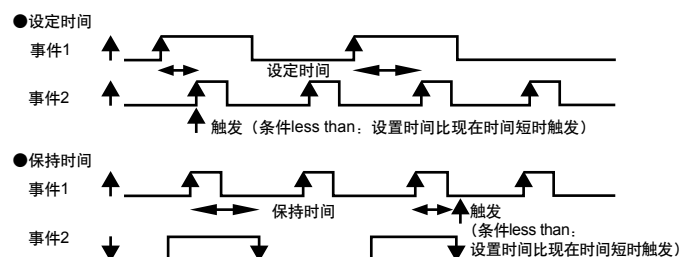 ●设定时间
事件1
设定时间
事件2
触发（条件less than：设置时间比现在时间短时触发）
●保持时间
事件1
保持时间
触发
（条件less than：
设置时间比现在时间短时触发）
事件2